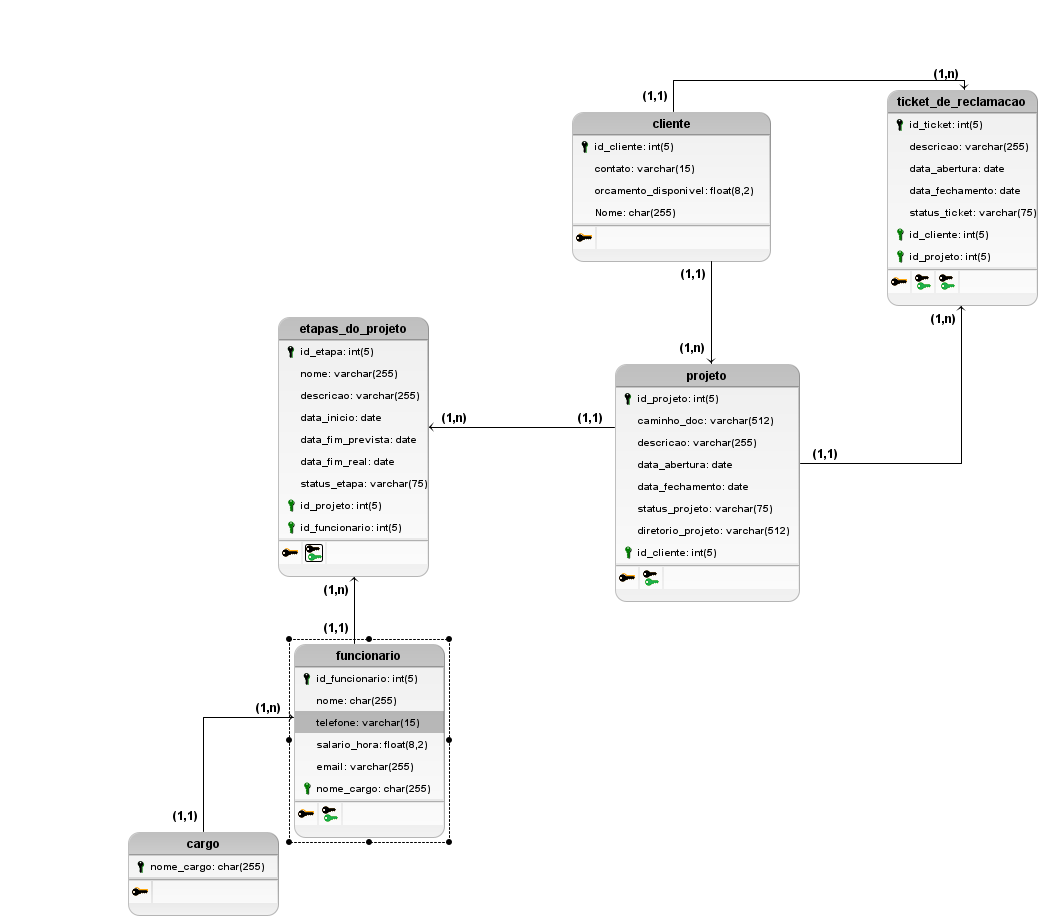 (1,n)
(1,1)
ticket_de_reclamacao
id_ticket: int(5)
descricao: varchar(255)
data_abertura: date
data_fechamento: date
status_ticket: varchar(75)
id_cliente: int(5)
id_projeto: int(5)
(1,n)
cliente
id_cliente: int(5)
contato: varchar(15)
orcamento_disponivel: float(8,2)
Nome: char(255)
(1,1)
(1,n)
etapas_do_projeto
id_etapa: int(5)
nome: varchar(255)
descricao: varchar(255)
data_inicio: date
data_fim_prevista: date
data_fim_real: date
status_etapa: varchar(75)
id_projeto: int(5)
id_funcionario: int(5)
(1,n)
(1,1)
projeto
id_projeto: int(5)
caminho_doc: varchar(512)
descricao: varchar(255)
data_abertura: date
data_fechamento: date
status_projeto: varchar(75)
diretorio_projeto: varchar(512)
id_cliente: int(5)
(1,1)
(1,n)
(1,1)
funcionario
id_funcionario: int(5)
nome: char(255)
telefone: varchar(15)
salario_hora: float(8,2)
email: varchar(255)
nome_cargo: char(255)
(1,n)
(1,1)
cargo
nome_cargo: char(255)